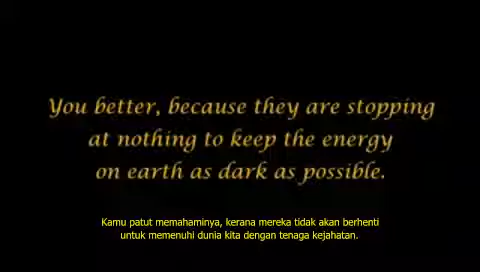 You better, because they are stopping
at nothing to keep the energy
on earth as dark as possible.
Kamu patut memahaminya, kerana mereka tidak akan berhenti
untuk memenuhi dunia kita dengan tenaga kejahatan.